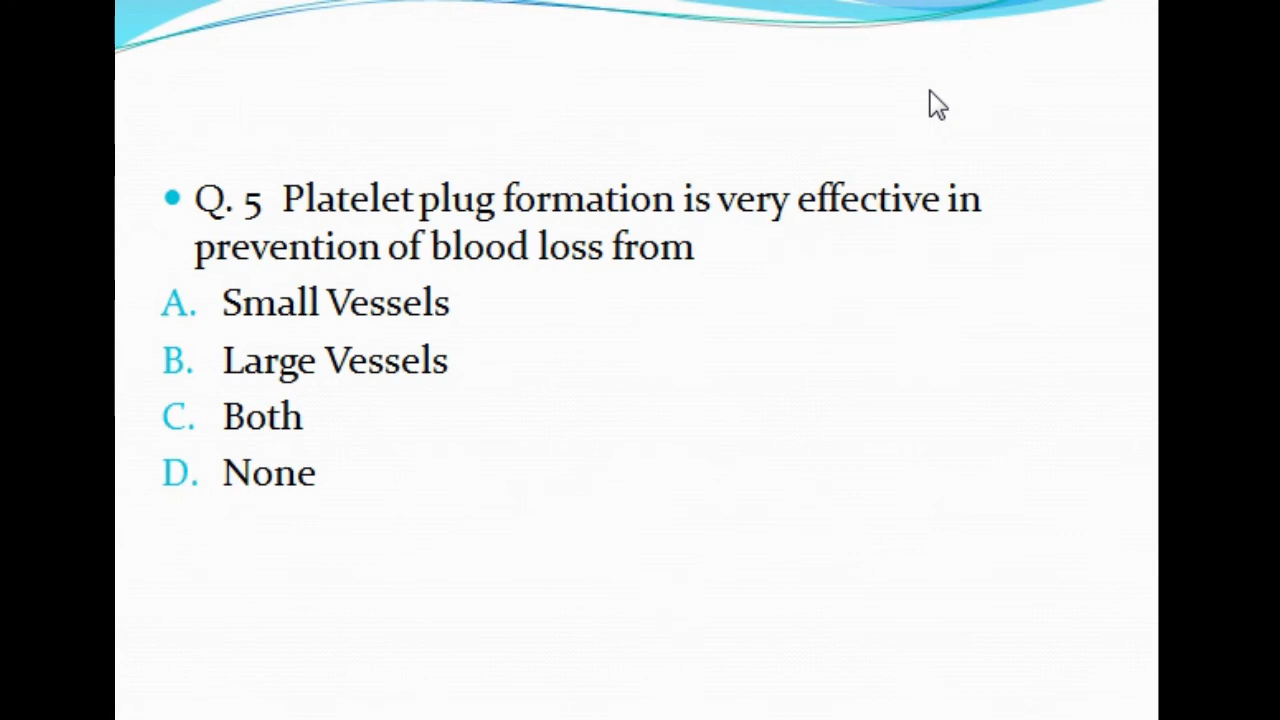 Q. 5 Platelet plug formation is very effective in
prevention of blood loss from
A. Small Vessels
B. Large Vessels
C. Both
D. None